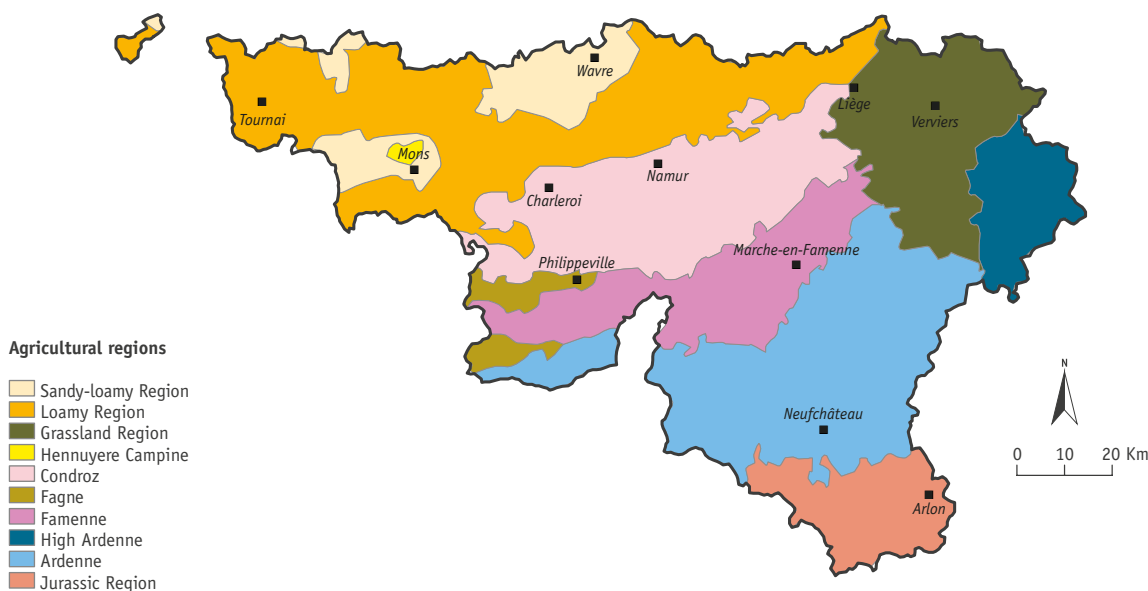 Wavre
Tournai
Liège
Verviers
Mons
Namur
Charleroi
Marche-en-Famenne
Philippeville
Agricultural regions
Sandy-loamy Region
Loamy Region
Grassland Region
Hennuyere Campine
Condroz
Fagne
Famenne
High Ardenne
Ardenne
Jurassic Region
Neufchâteau
Arlon
N
0 10 20 Km